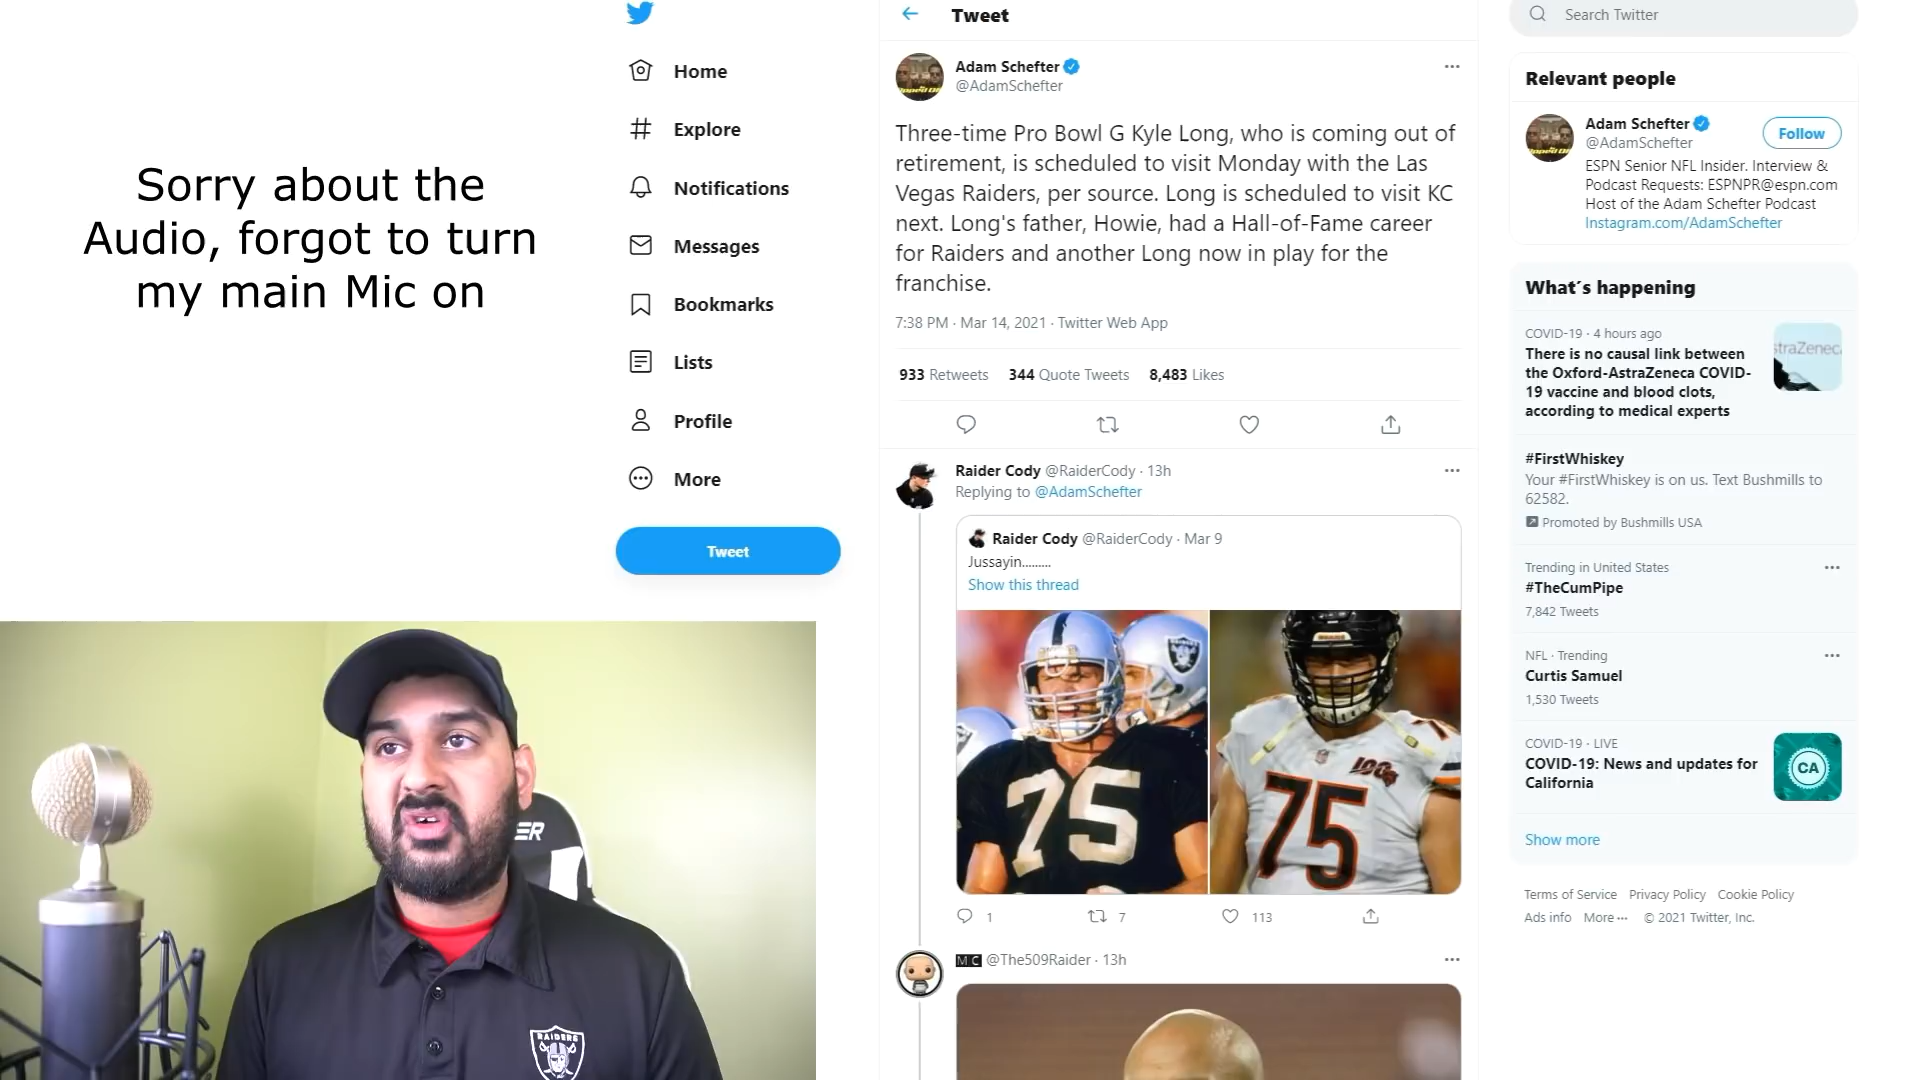 Sorry about the
Audio, forgot to turn
my main Mic on
Home
Explore
Notifications
Messages
Bookmarks
Lists
Profile
More
Tweet
Tweet
Adam Schefter
@AdamSchefter
Three-time Pro Bowl G Kyle Long, who is coming out of
retirement, is scheduled to visit Monday with the Las
Vegas Raiders, per source. Long is scheduled to visit KC
next. Long's father, Howie, had a Hall-of-Fame career
for Raiders and another Long now in play for the
franchise.
7:38 PM · Mar 14, 2021 · Twitter Web App
933 Retweets 344 Quote Tweets 8,483 Likes
Raider Cody @RaiderCody · 13h
Replying to @AdamSchefter
Raider Cody @RaiderCody · Mar 9
Jussayin.........
Show this thread
75
75
100
1 7 113
MC @The509Raider · 13h
Search Twitter
Relevant people
Adam Schefter
@AdamSchefter
Follow
ESPN Senior NFL Insider. Interview &
Podcast Requests: ESPNPR@espn.com
Host of the Adam Schefter Podcast
Instagram.com/AdamSchefter
What's happening
COVID-19 · 4 hours ago
There is no causal link between
the Oxford-AstraZeneca COVID-
19 vaccine and blood clots,
according to medical experts
straZenec
#FirstWhiskey
Your #FirstWhiskey is on us. Text Bushmills to
62582.
Promoted by Bushmills USA
Trending in United States
#TheCumPipe
7,842 Tweets
NFL · Trending
Curtis Samuel
1,530 Tweets
COVID-19 · LIVE
COVID-19: News and updates for
California
CA
Show more
Terms of Service Privacy Policy Cookie Policy
Ads info More ··· © 2021 Twitter, Inc.
ER
RAIDERS